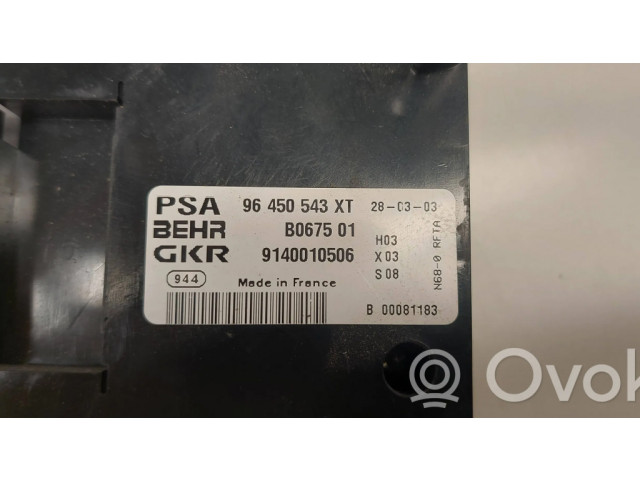 PSA 96 450 543 XT 28-03-03
BEHR B0675 01
H03
GKR 9140010506 X03
S08
944 Made in France
B 00081183
N68-0 RFTA
Ovok